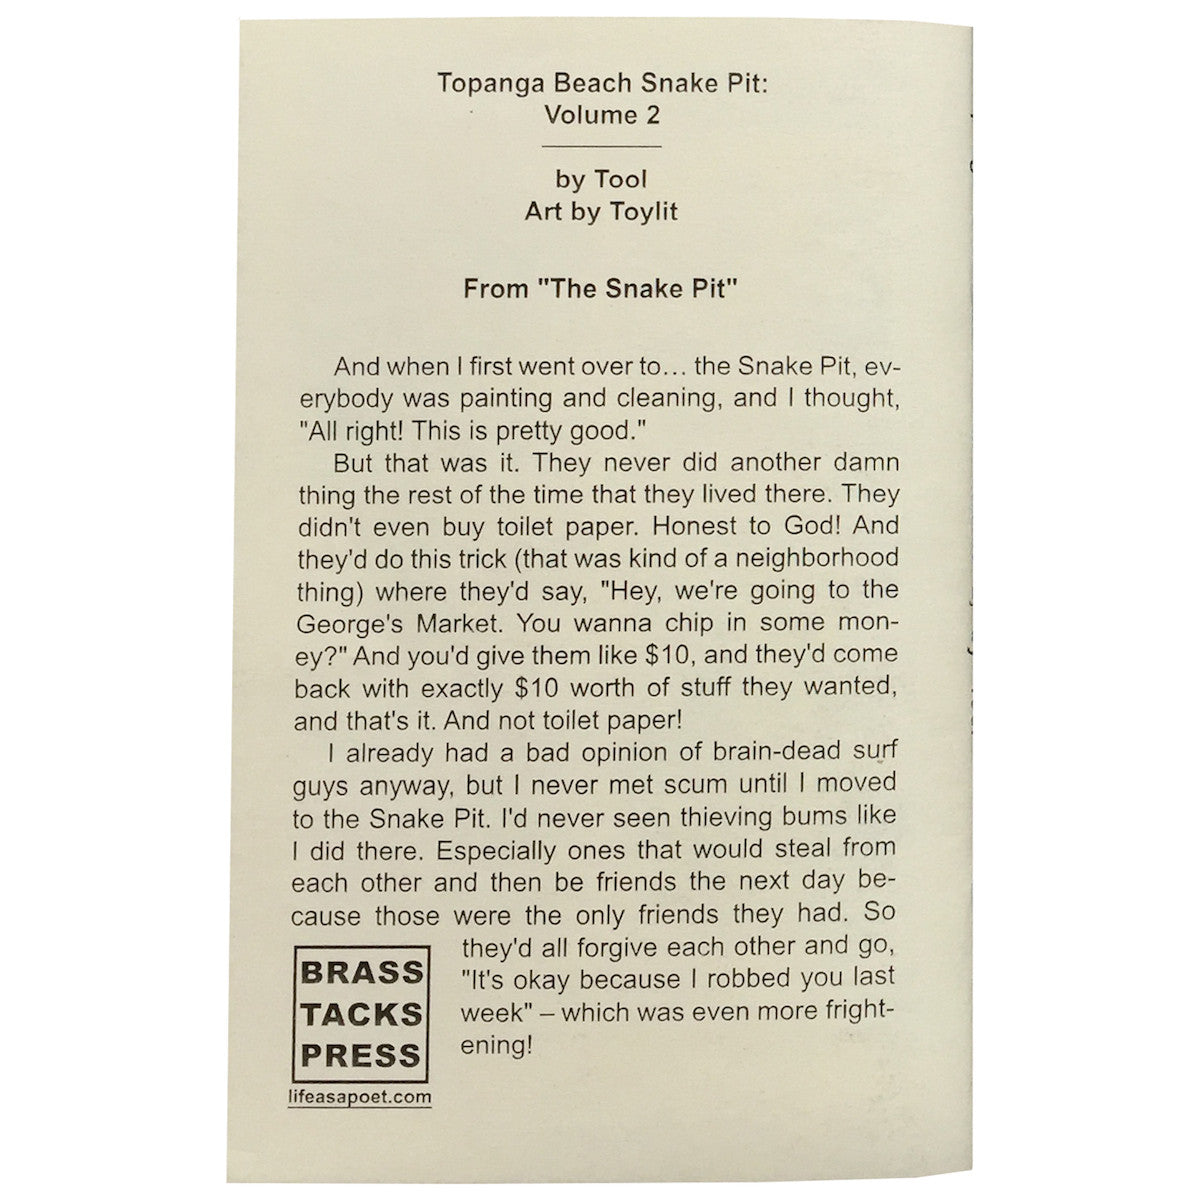 Topanga Beach Snake Pit:
Volume 2
by Tool
Art by Toylit
From "The Snake Pit"
And when I first went over to... the Snake Pit, ev-
erybody was painting and cleaning, and I thought,
"All right! This is pretty good."
But that was it. They never did another damn
thing the rest of the time that they lived there. They
didn't even buy toilet paper. Honest to God! And
they'd do this trick (that was kind of a neighborhood
thing) where they'd say, "Hey, we're going to the
George's Market. You wanna chip in some mon-
ey?" And you'd give them like $10, and they'd come
back with exactly $10 worth of stuff they wanted,
and that's it. And not toilet paper!
I already had a bad opinion of brain-dead surf
guys anyway, but I never met scum until I moved
to the Snake Pit. I'd never seen thieving bums like
I did there. Especially ones that would steal from
each other and then be friends the next day be-
cause those were the only friends they had. So
they'd all forgive each other and go,
"It's okay because I robbed you last
week" – which was even more fright-
ening!
BRASS
TACKS
PRESS
lifeasapoet.com